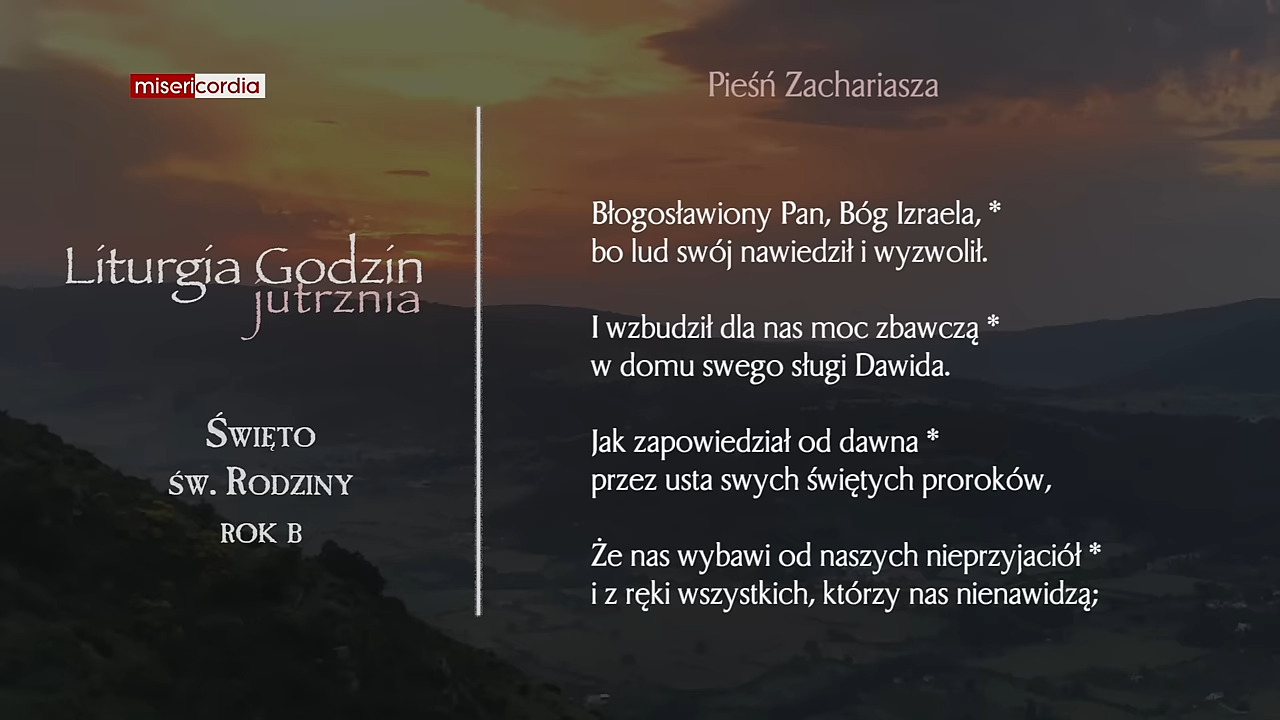 misericordia
Liturgia Godzin
jutrznia
Święto
św. Rodziny
rok B
Pieśń Zachariasza
Błogosławiony Pan, Bóg Izraela, *
bo lud swój nawiedził i wyzwolił.
I wzbudził dla nas moc zbawczą *
w domu swego sługi Dawida.
Jak zapowiedział od dawna *
przez usta swych świętych proroków,
Że nas wybawi od naszych nieprzyjaciół *
i z ręki wszystkich, którzy nas nienawidzą;